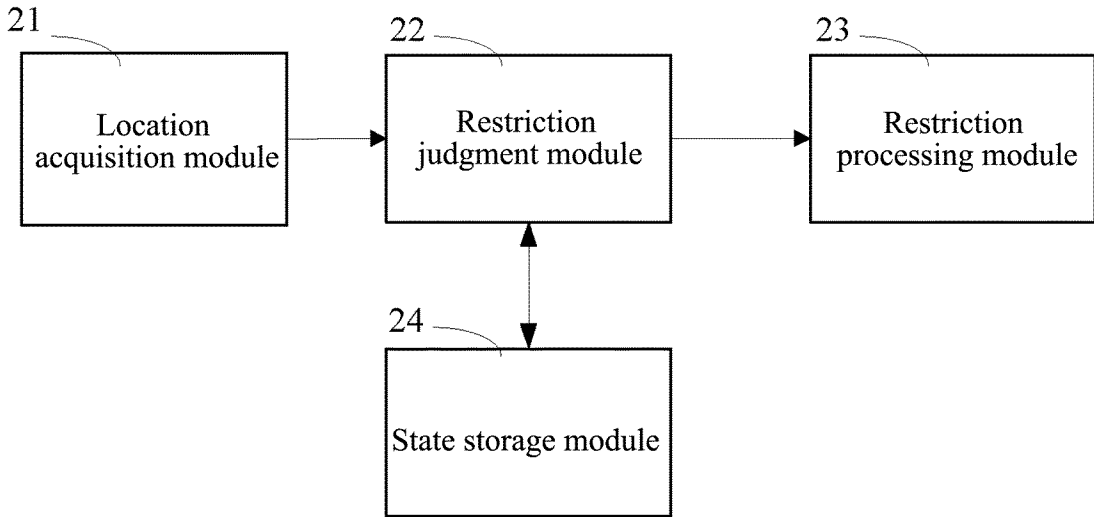 21
22
23
Location
acquisition module
Restriction
judgment module
Restriction
processing module
24
State storage module